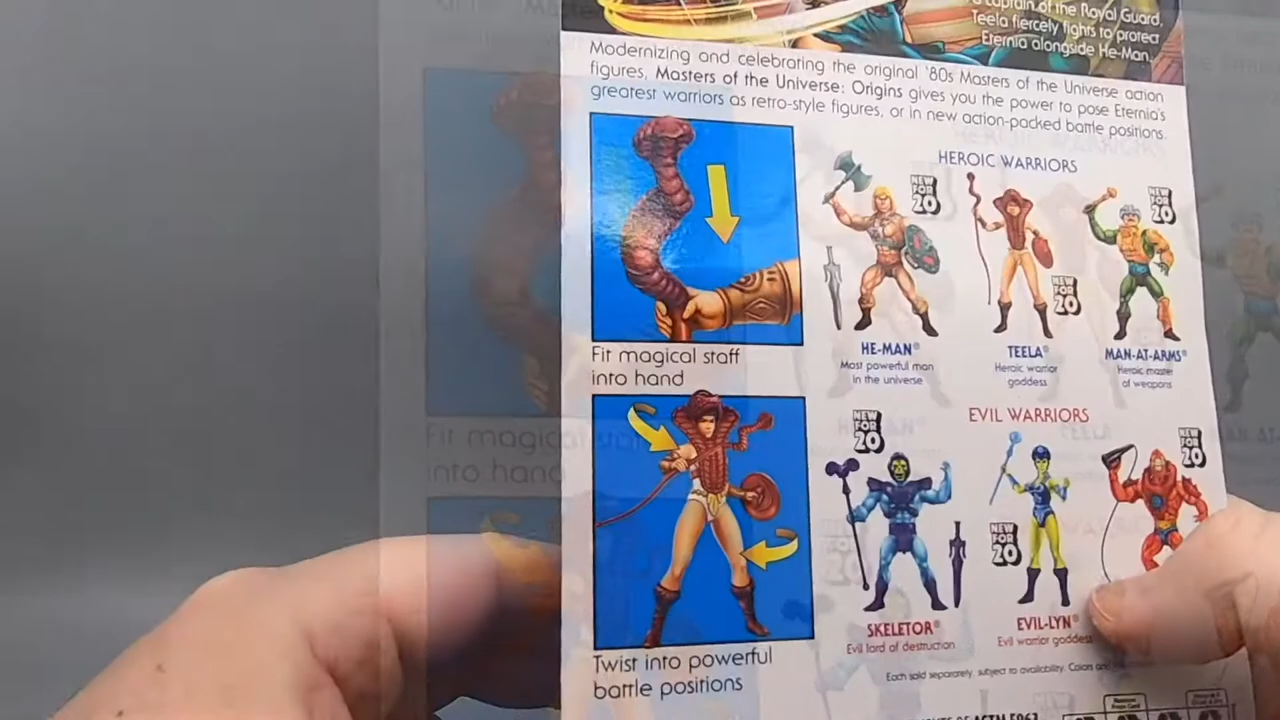 a captain of the Royal Guard,
Teela fiercely fights to protect
Eternia alongside He-Man.
Modernizing and celebrating the original '80s Masters of the Universe action
figures, Masters of the Universe: Origins gives you the power to pose Eternia's
greatest warriors as retro-style figures, or in new action-packed battle positions.
HEROIC WARRIORS
NEW
FOR
20
NEW
FOR
20
NEW
FOR
20
HE-MAN®
Most powerful man
in the universe
TEELA®
Heroic warrior
goddess
MAN-AT-ARMS®
Heroic master
of weapons
Fit magical staff
into hand
EVIL WARRIORS
NEW
FOR
20
NEW
FOR
20
NEW
FOR
20
SKELETOR®
Evil lord of destruction
EVIL-LYN®
Evil warrior goddess
Twist into powerful
battle positions
Each sold separately, subject to availability. Colors
Fit magical
into hand